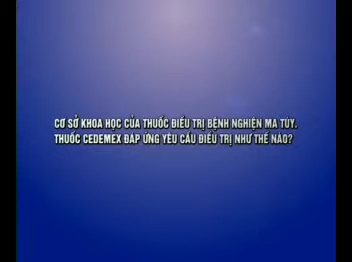 CƠ SỞ KHOA HỌC CỦA THUỐC ĐIỀU TRỊ BỆNH NGHIỆN MA TÚY.
THUỐC CEDEMEX ĐÁP ỨNG YÊU CẦU ĐIỀU TRỊ NHƯ THẾ NÀO?